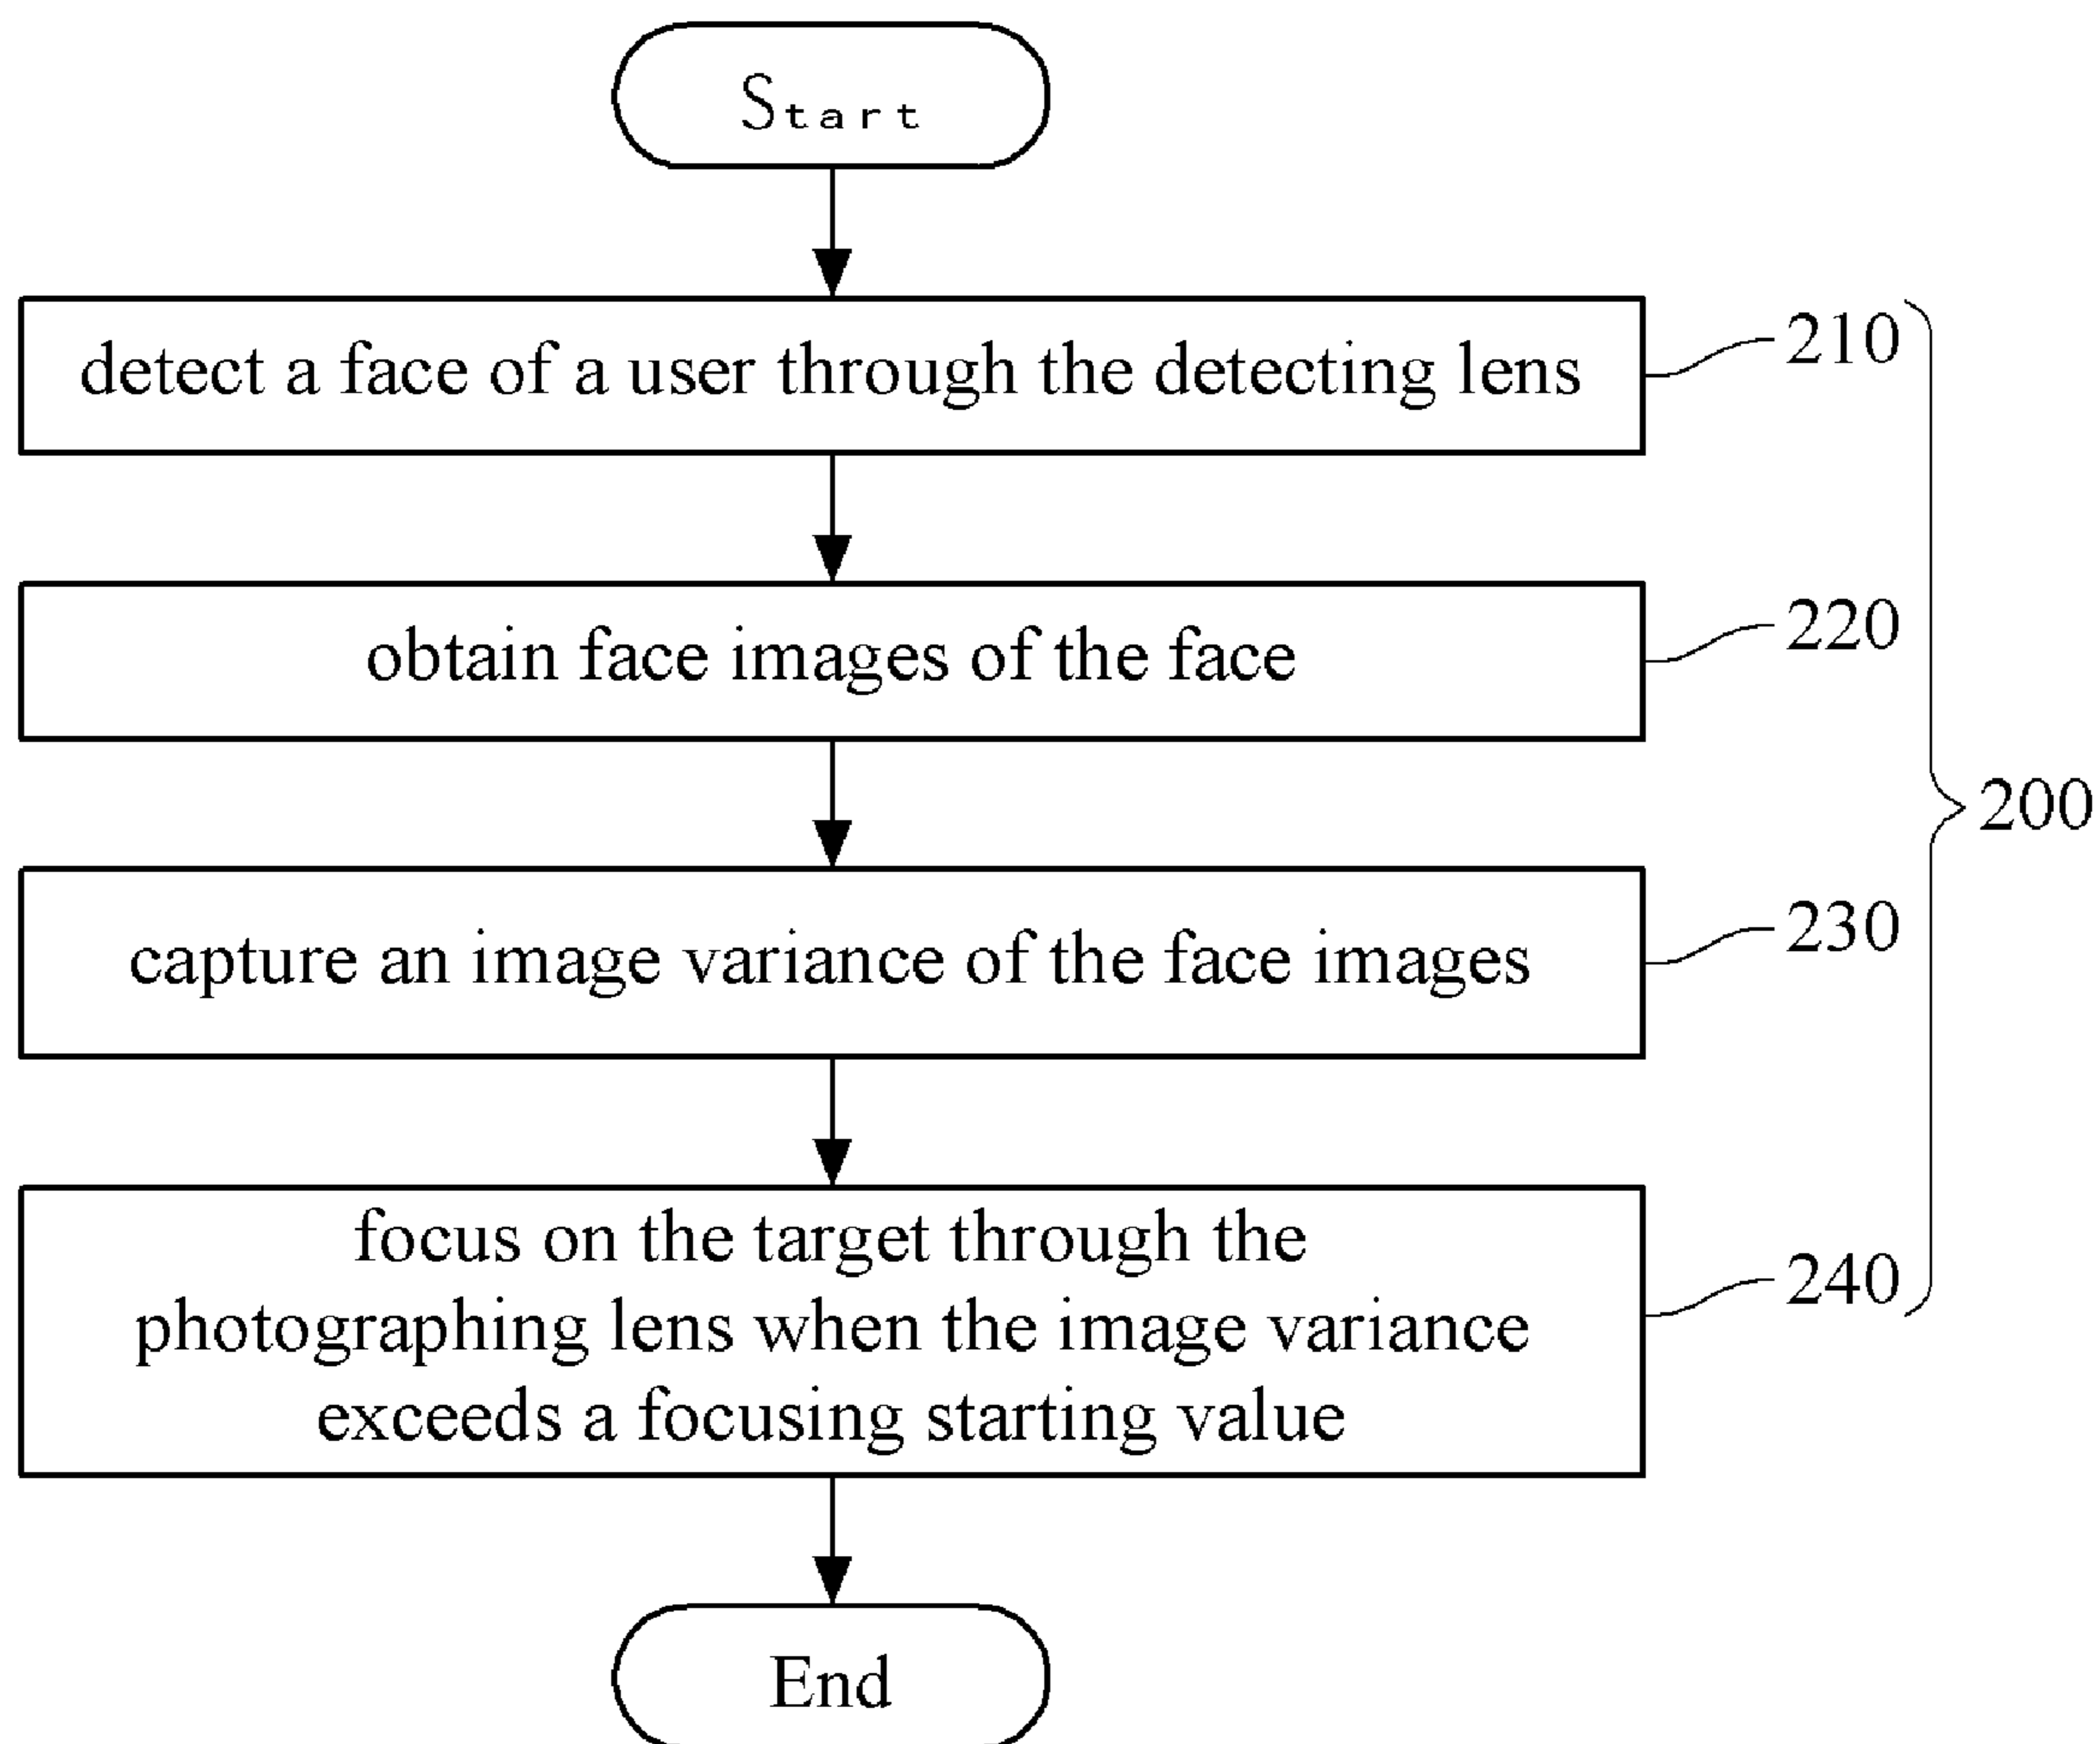 Start
detect a face of a user through the detecting lens
210
obtain face images of the face
220
200
capture an image variance of the face images
230
focus on the target through the
photographing lens when the image variance
exceeds a focusing starting value
240
End